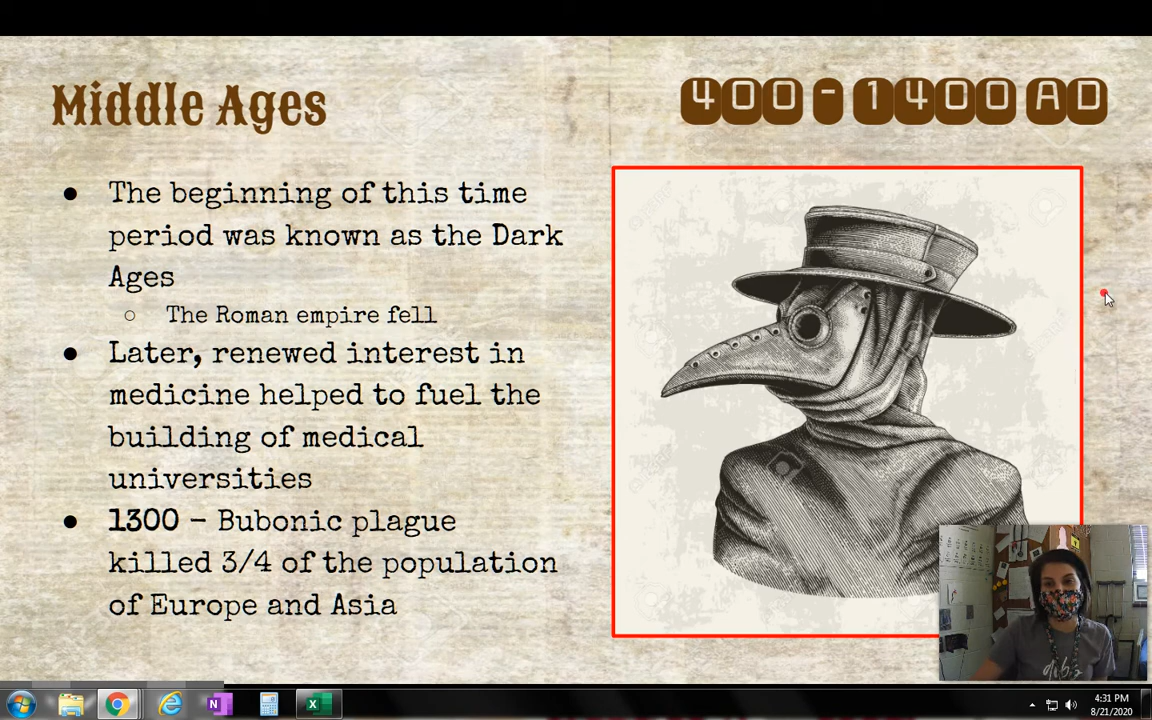 Middle Ages
400 - 1400 AD
● The beginning of this time
period was known as the Dark
Ages
○ The Roman empire fell
● Later, renewed interest in
medicine helped to fuel the
building of medical
universities
● 1300 - Bubonic plague
killed 3/4 of the population
of Europe and Asia
4:31 PM
8/21/2020